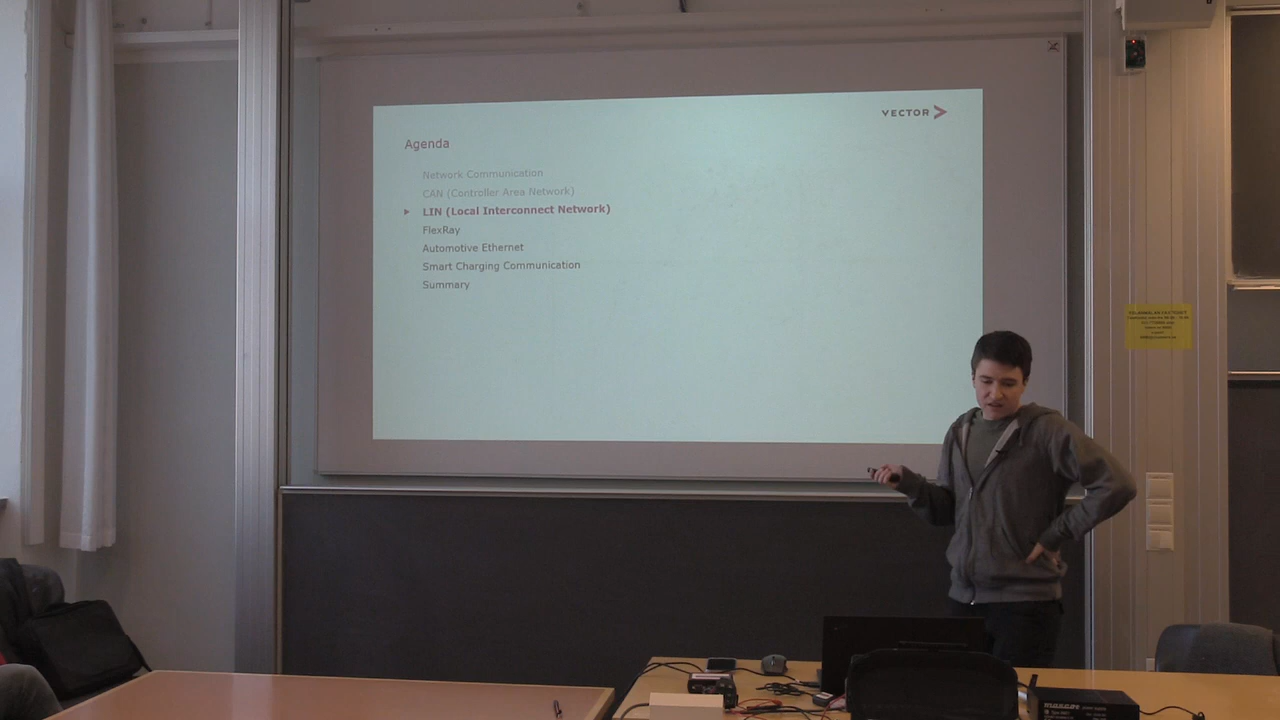 VECTOR
Agenda
Network Communication
CAN (Controller Area Network)
LIN (Local Interconnect Network)
FlexRay
Automotive Ethernet
Smart Charging Communication
Summary